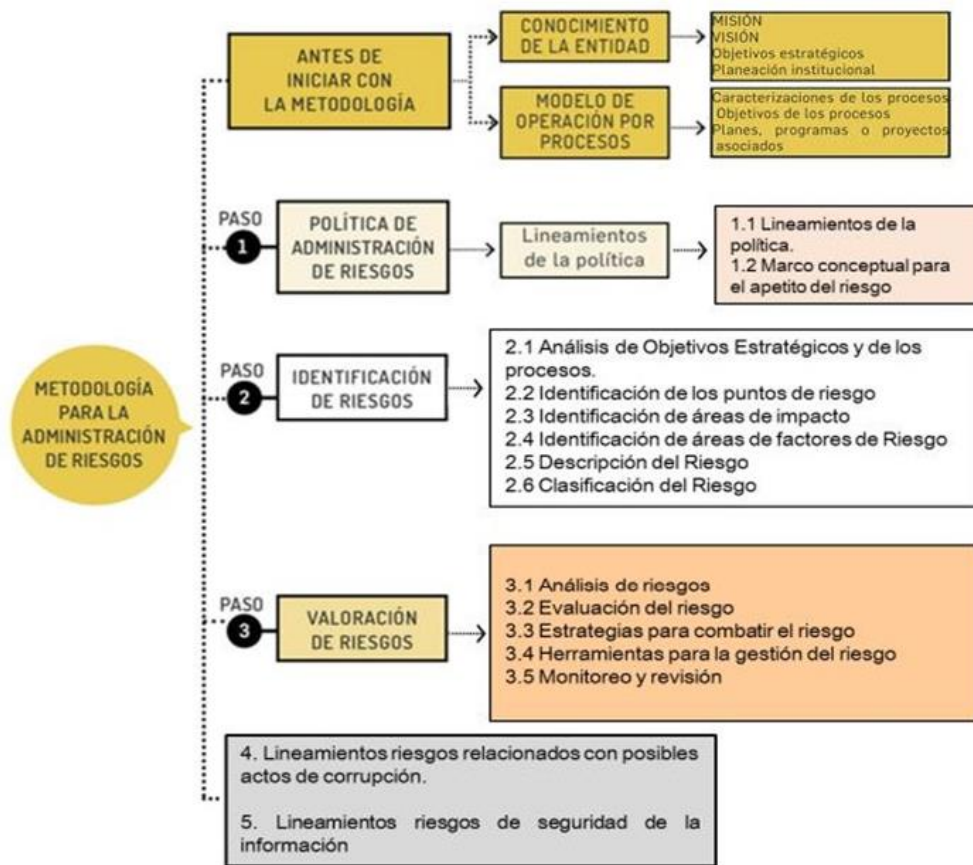 ANTES DE
INICIAR CON
LA METODOLOGÍA
CONOCIMIENTO
DE LA ENTIDAD
MISIÓN
VISIÓN
Objetivos estratégicos
Planeación institucional
MODELO DE
OPERACIÓN POR
PROCESOS
Caracterizaciones de los procesos
Objetivos de los procesos
Planes, programas o proyectos
asociados
PASO
1
POLÍTICA DE
ADMINISTRACIÓN
DE RIESGOS
Lineamientos
de la política
1.1 Lineamientos de la
política.
1.2 Marco conceptual para
el apetito del riesgo
METODOLOGÍA
PARA LA
ADMINISTRACIÓN
DE RIESGOS
PASO
2
IDENTIFICACIÓN
DE RIESGOS
2.1 Análisis de Objetivos Estratégicos y de los
procesos.
2.2 Identificación de los puntos de riesgo
2.3 Identificación de áreas de impacto
2.4 Identificación de áreas de factores de Riesgo
2.5 Descripción del Riesgo
2.6 Clasificación del Riesgo
PASO
3
VALORACIÓN
DE RIESGOS
3.1 Análisis de riesgos
3.2 Evaluación del riesgo
3.3 Estrategias para combatir el riesgo
3.4 Herramientas para la gestión del riesgo
3.5 Monitoreo y revisión
4. Lineamientos riesgos relacionados con posibles
actos de corrupción.
5. Lineamientos riesgos de seguridad de la
información